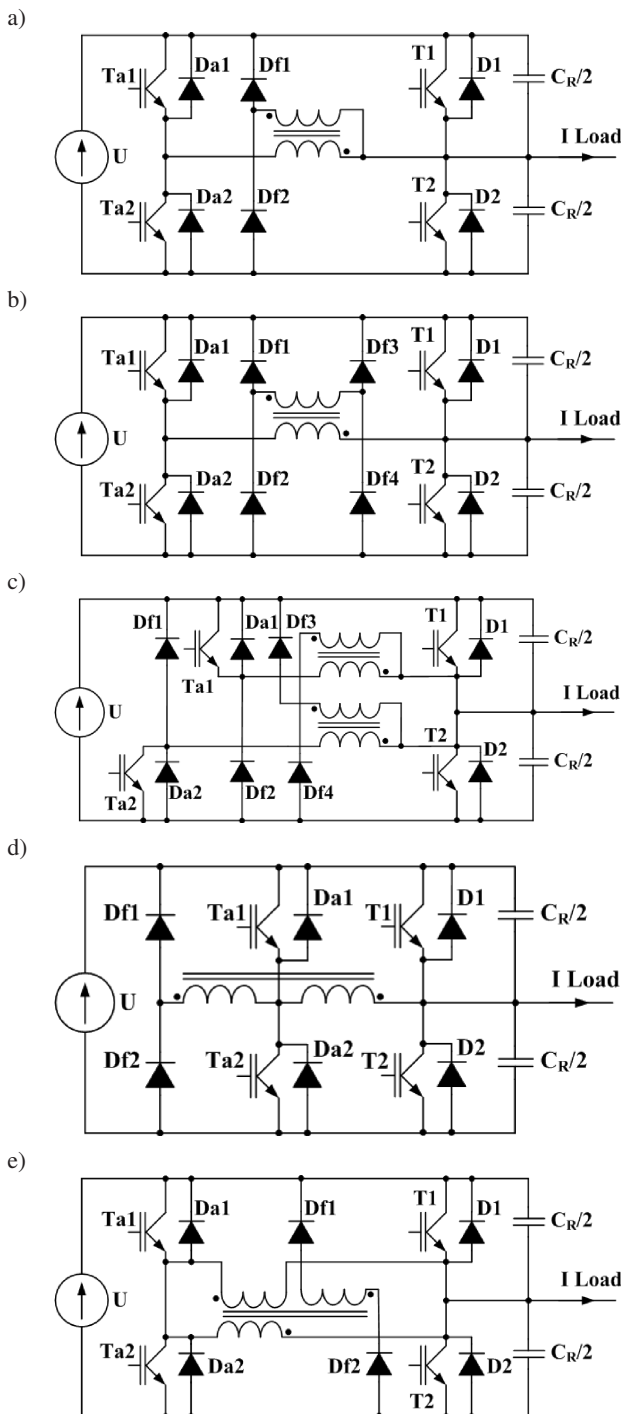 a)
Ta1 Da1 Df1 T1 D1 C_R/2
I Load
U
Ta2 Da2 Df2 T2 D2 C_R/2
b)
Ta1 Da1 Df1 Df3 T1 D1 C_R/2
I Load
U
Ta2 Da2 Df2 Df4 T2 D2 C_R/2
c)
Df1 Da1 Df3 T1 D1 C_R/2
Ta1
I Load
U
T2 D2 C_R/2
Ta2 Da2 Df2 Df4
d)
Df1 Ta1 Da1 T1 D1 C_R/2
I Load
U
Df2 Ta2 Da2 T2 D2 C_R/2
e)
Ta1 Da1 Df1 T1 D1 C_R/2
I Load
U
Ta2 Da2 Df2 D2 C_R/2
T2